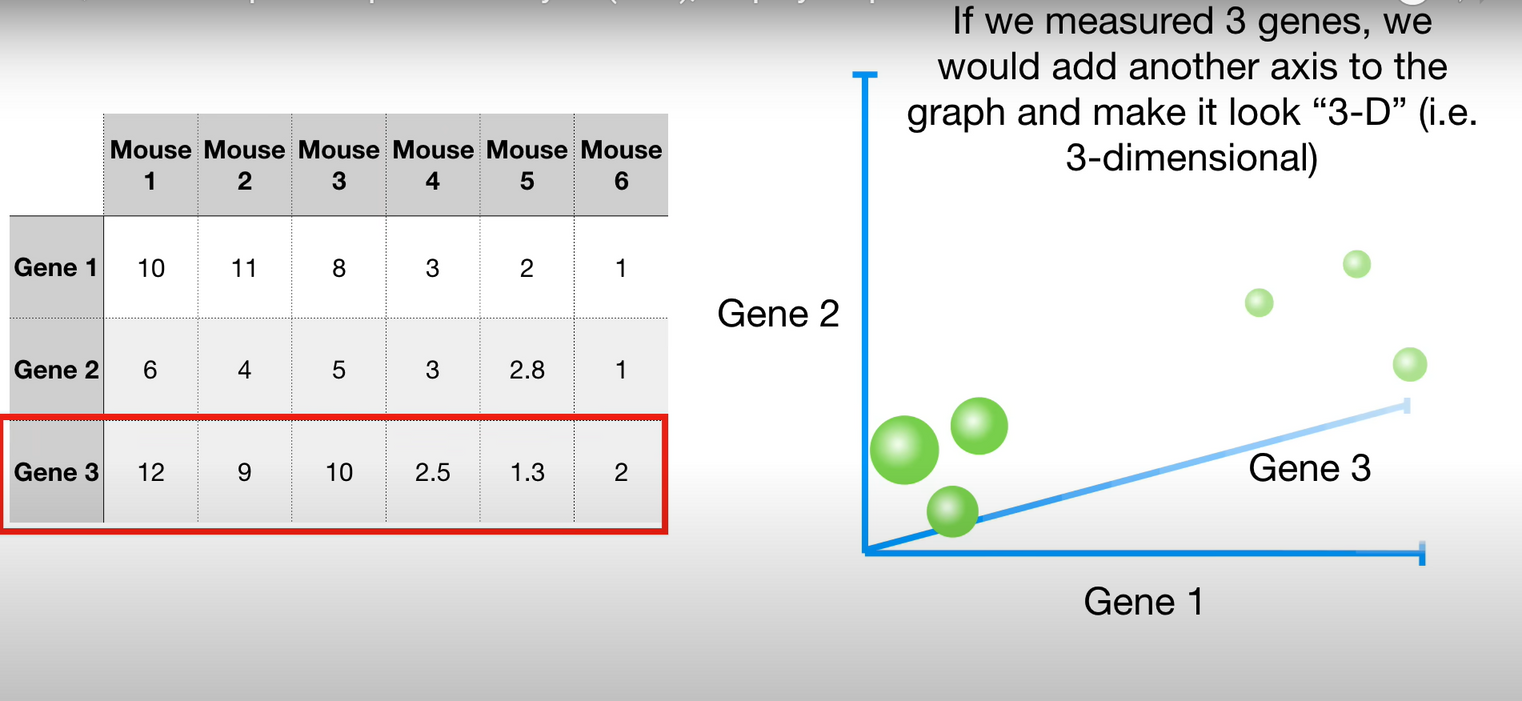 If we measured 3 genes, we
would add another axis to the
graph and make it look “3-D” (i.e.
3-dimensional)
Mouse 1 Mouse 2 Mouse 3 Mouse 4 Mouse 5 Mouse 6
Gene 1 10 11 8 3 2 1
Gene 2 6 4 5 3 2.8 1
Gene 3 12 9 10 2.5 1.3 2
Gene 2
Gene 3
Gene 1